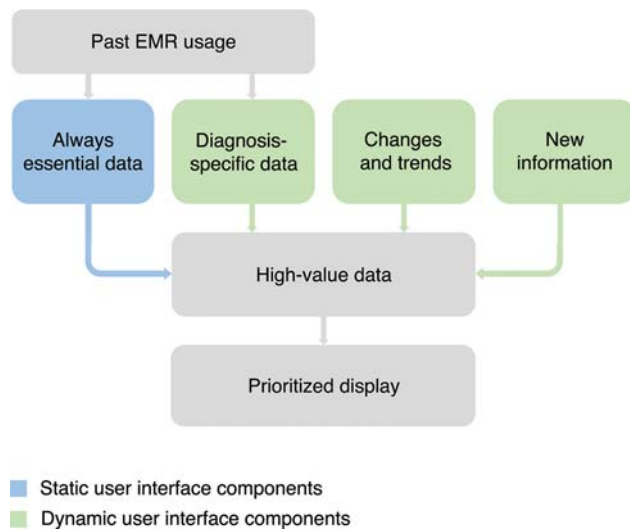 Past EMR usage
Always
essential data
Diagnosis-
specific data
Changes
and trends
New
information
High-value data
Prioritized display
Static user interface components
Dynamic user interface components